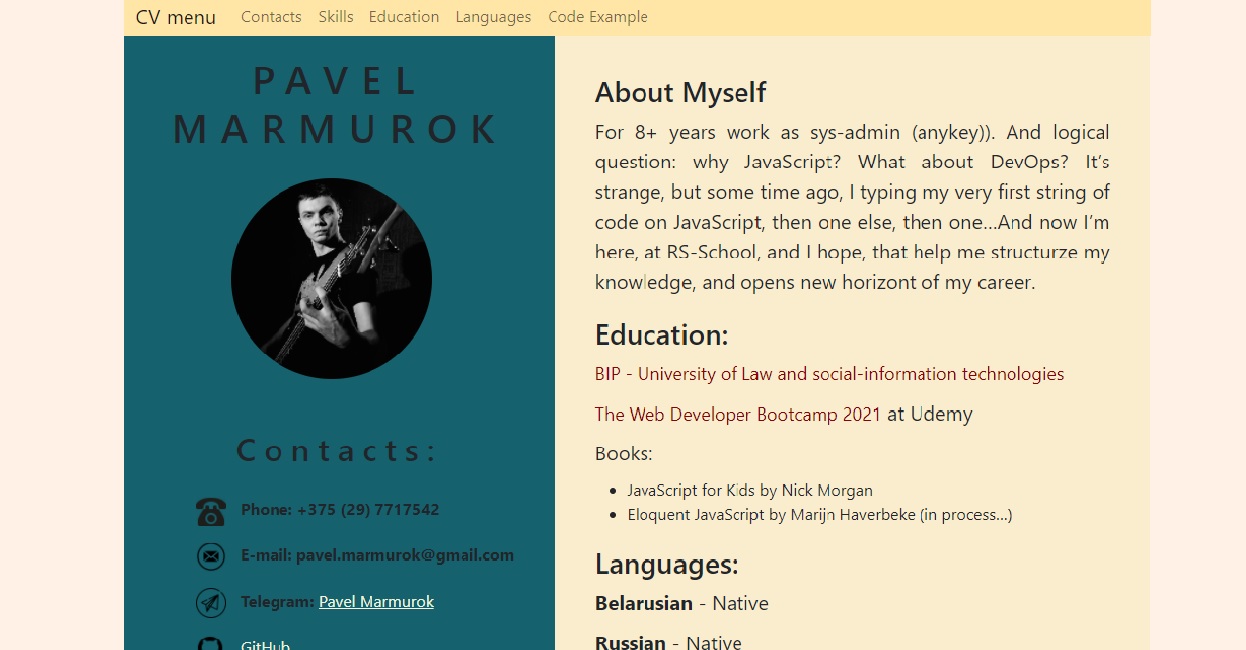 CV menu Contacts Skills Education Languages Code Example
PAVEL
MARMUROK
Contacts:
Phone: +375 (29) 7717542
E-mail: pavel.marmurok@gmail.com
Telegram: Pavel Marmurok
GitHub
About Myself
For 8+ years work as sys-admin (anykey)). And logical
question: why JavaScript? What about DevOps? It's
strange, but some time ago, I typing my very first string of
code on JavaScript, then one else, then one...And now I'm
here, at RS-School, and I hope, that help me structurze my
knowledge, and opens new horizont of my career.
Education:
BIP - University of Law and social-information technologies
The Web Developer Bootcamp 2021 at Udemy
Books:
• JavaScript for Kids by Nick Morgan
• Eloquent JavaScript by Marijn Haverbeke (in process...)
Languages:
Belarusian - Native
Russian - Native